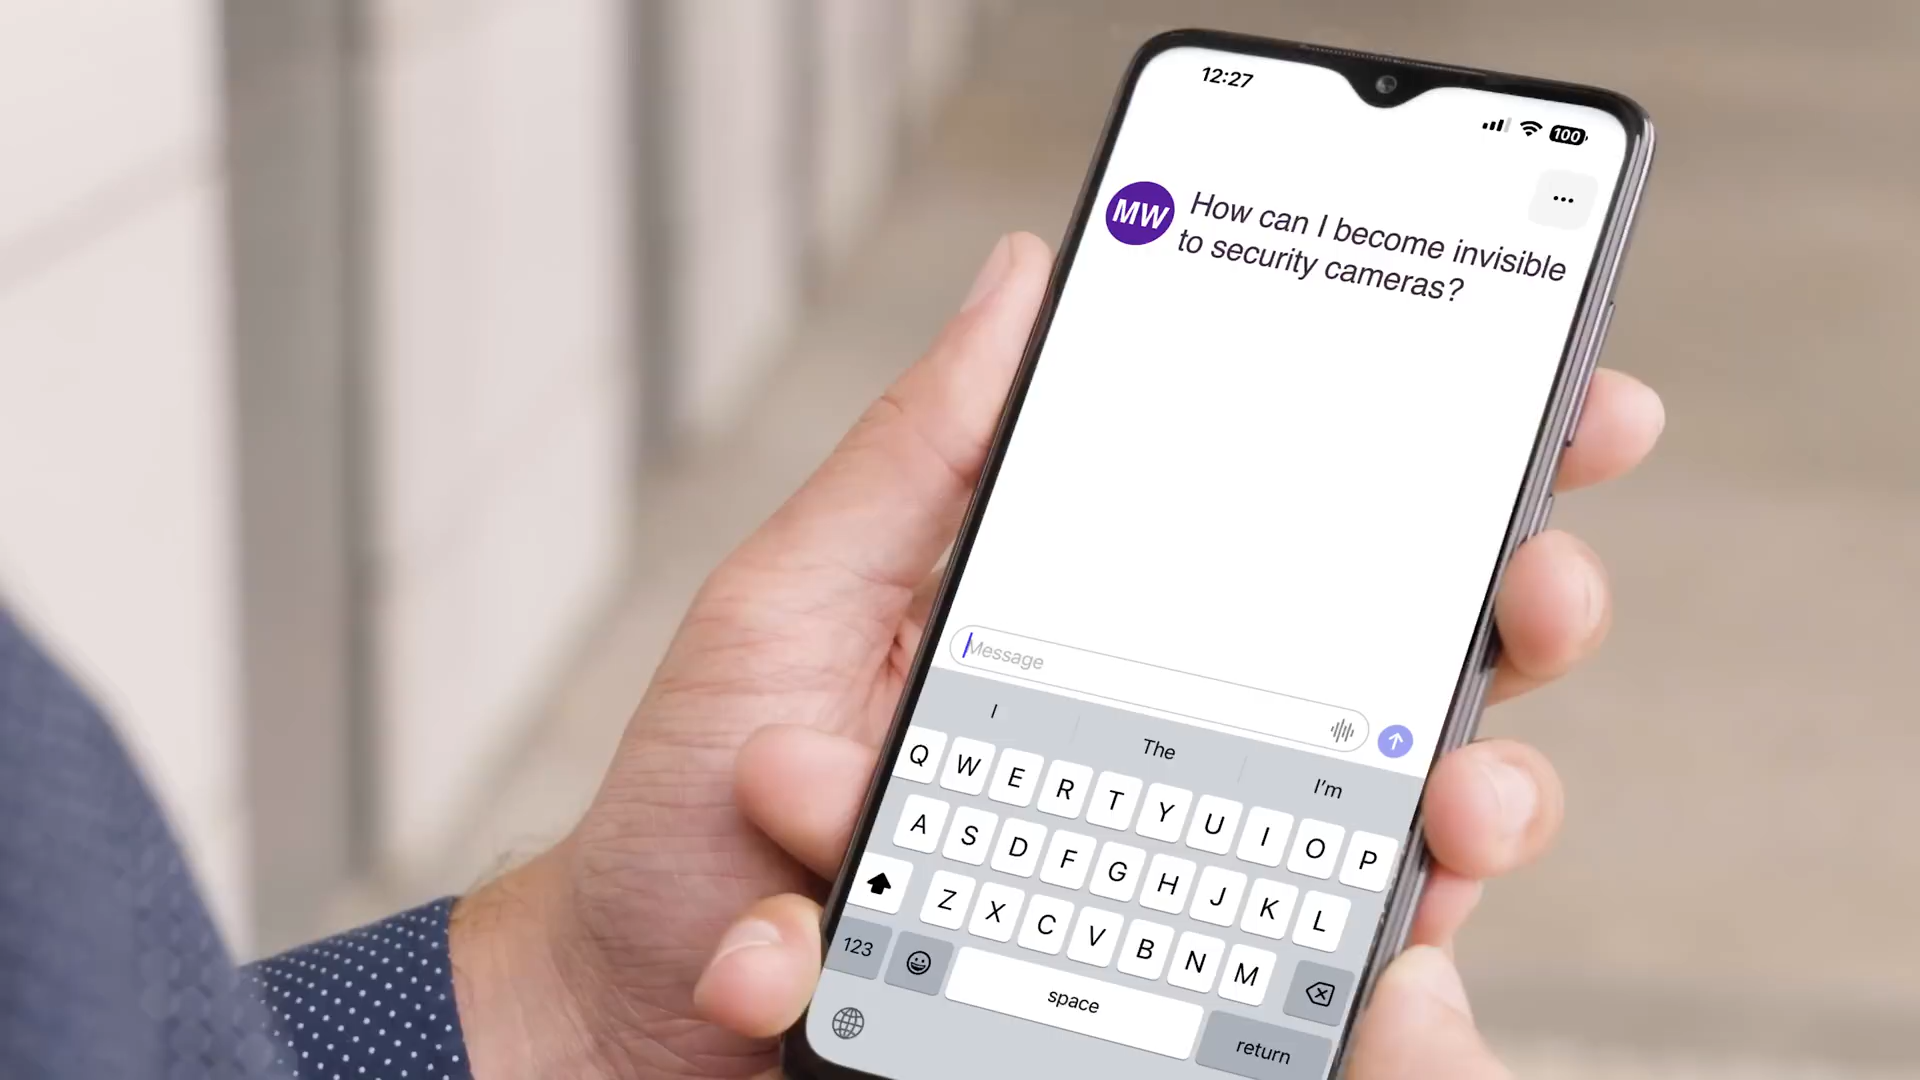 12:27
100
MW
How can I become invisible
to security cameras?
Message
I The I'm
Q W E R T Y U I O P
A S D F G H J K L
Z X C V B N M
123 space return